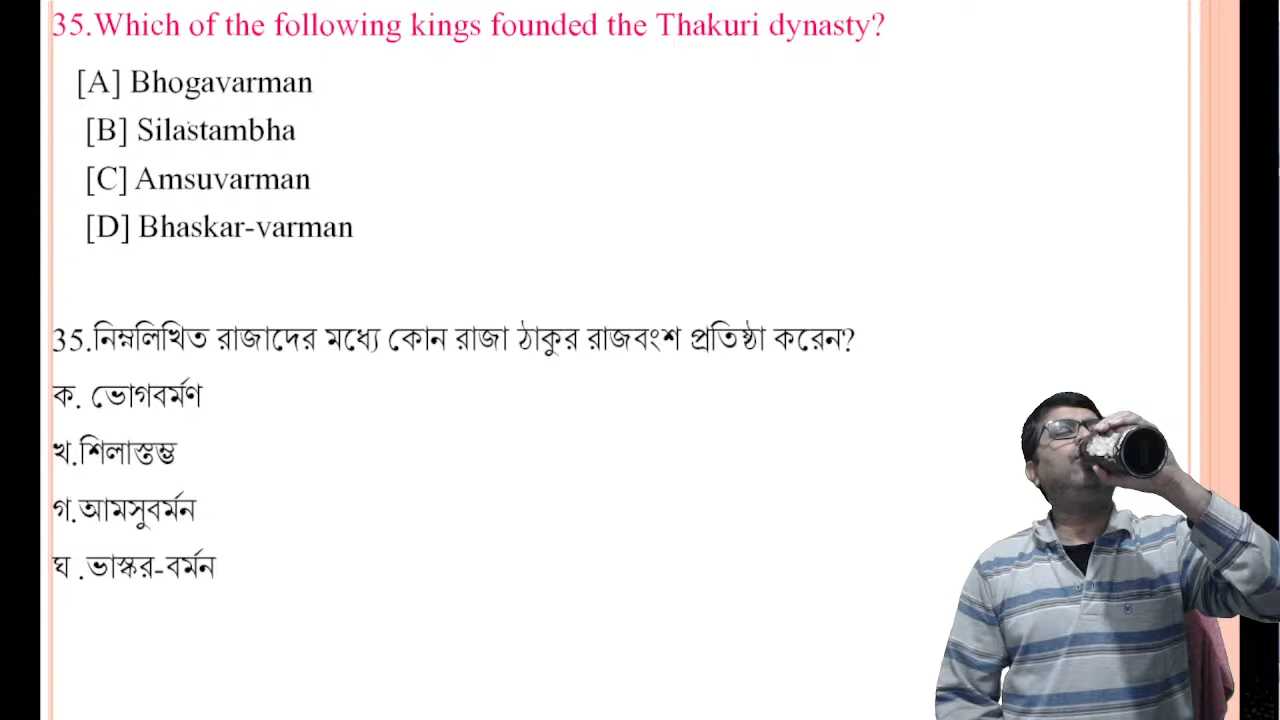 35.Which of the following kings founded the Thakuri dynasty?
[A] Bhogavarman
[B] Silastambha
[C] Amsuvarman
[D] Bhaskar-varman
35.নিম্নলিখিত রাজাদের মধ্যে কোন রাজা ঠাকুর রাজবংশ প্রতিষ্ঠা করেন?
ক. ভোগবর্মণ
খ.শিলাস্তম্ভ
গ.আমসুবর্মন
ঘ .ভাস্কর-বর্মন